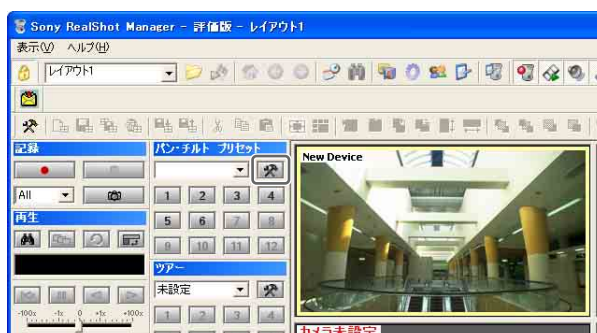 Sony RealShot Manager - 評価版 - レイアウト1
表示(V) ヘルプ(H)
レイアウト1
記録
All
再生
-100x -1x 0 +1x +100x
パン・チルト プリセット
1 2 3 4
5 6 7 8
9 10 11 12
ツアー
未設定
1 2 3 4
New Device
カメラ未設定